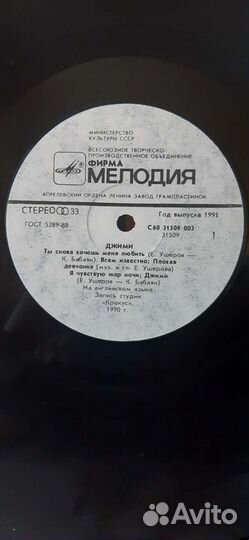 МИНИСТЕРСТВО
КУЛЬТУРЫ СССР
ВСЕСОЮЗНОЕ ТВОРЧЕСКО-
ПРОИЗВОДСТВЕННОЕ ОБЪЕДИНЕНИЕ
ФИРМА
МЕЛОДИЯ
АПРЕЛЕВСКИЙ ОРДЕНА ЛЕНИНА ЗАВОД ГРАМПЛАСТИНОК
СТЕРЕО 33
Год выпуска 1991
ГОСТ 5289-88
С60 31509 003
31509
1
ДЖИМИ
Ты снова хочешь меня любить (Е. Ушеров —
К. Бабаян). Всем известно; Плохая
девчонка (муз. и сл. Е. Ушерова)
Я чувствую жар ночи; Джими
(Е. Ушеров — К. Бабаян)
На английском языке
Запись студии
«Крокус»,
1990 г.
Avito